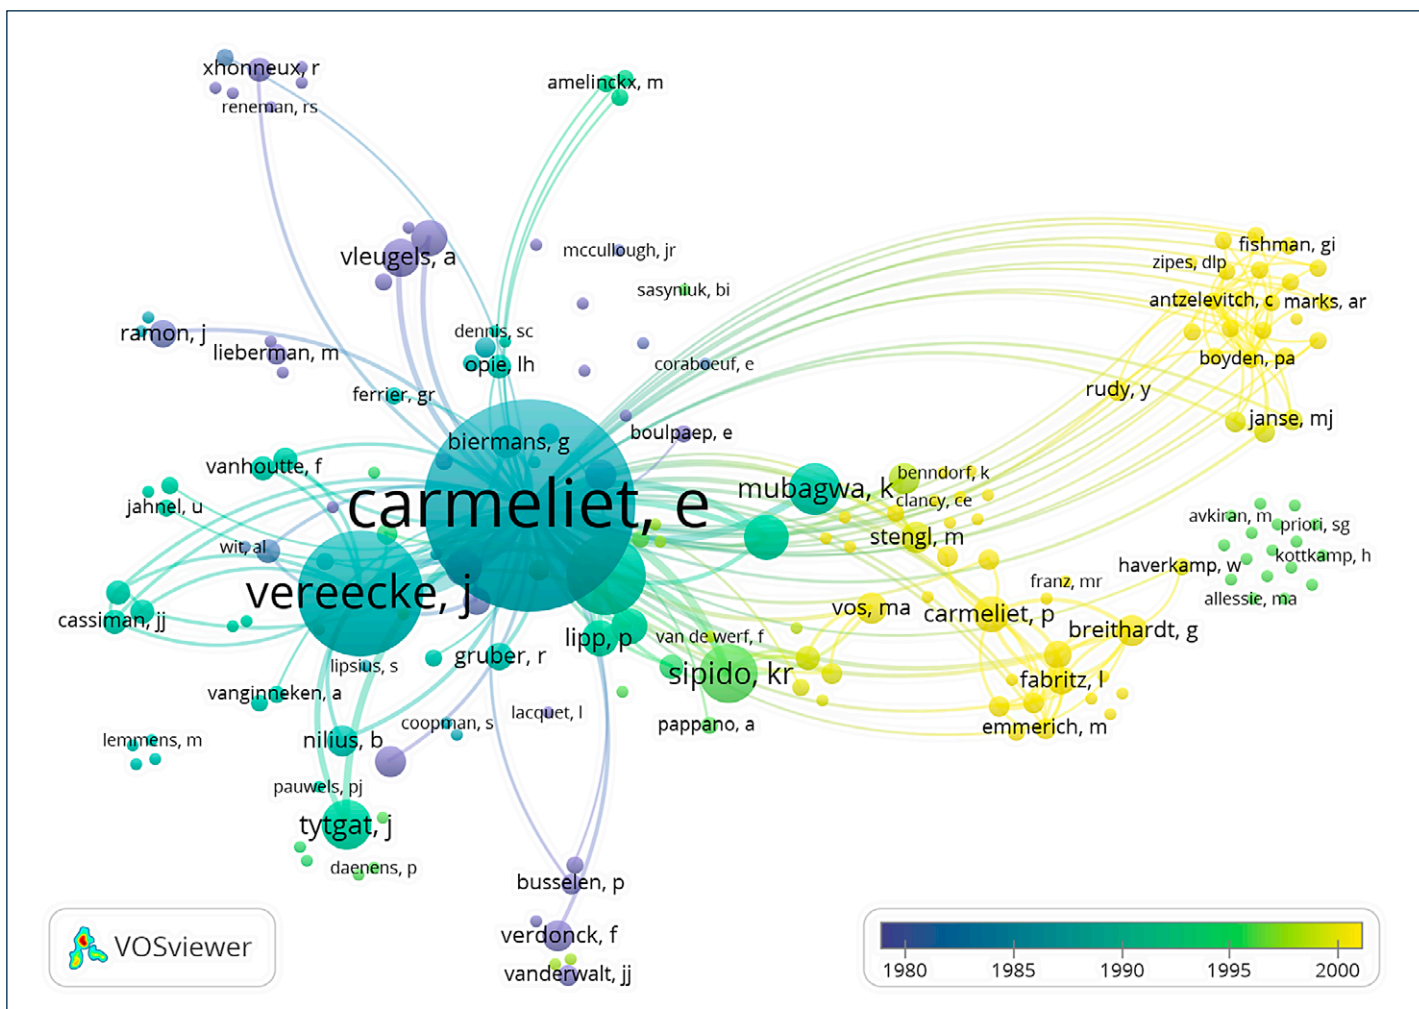 xhonneux, r
reneman, rs
amelinckx, m
vleugels, a
mccullough, jr
sasyniuk, bi
fishman, gi
zipes, dlp
antzelevitch, c
marks, ar
boyden, pa
ramon, j
lieberman, m
dennis, sc
opie, lh
coraboeuf, e
rudy, y
janse, mj
ferrier, gr
boulpaep, e
biermans, g
vanhoutte, f
jahnel, u
carmeliet, e
mubagwa, k
benndorf, k
clancy, ce
stengl, m
avkiran, m
priori, sg
kottkamp, h
haverkamp, w
allessie, ma
wit, al
vereecke, j
franz, mr
vos, ma
carmeliet, p
breithardt, g
cassiman, jj
lipp, p
van de werf, f
gruber, r
lipsius, s
sipido, kr
fabritz, l
vanginneken, a
lacquet, l
coopman, s
pappano, a
emmerich, m
lemmens, m
nilius, b
pauwels, pj
tytgat, j
daenens, p
busselen, p
verdonck, f
vanderwalt, jj
VOSviewer
1980 1985 1990 1995 2000